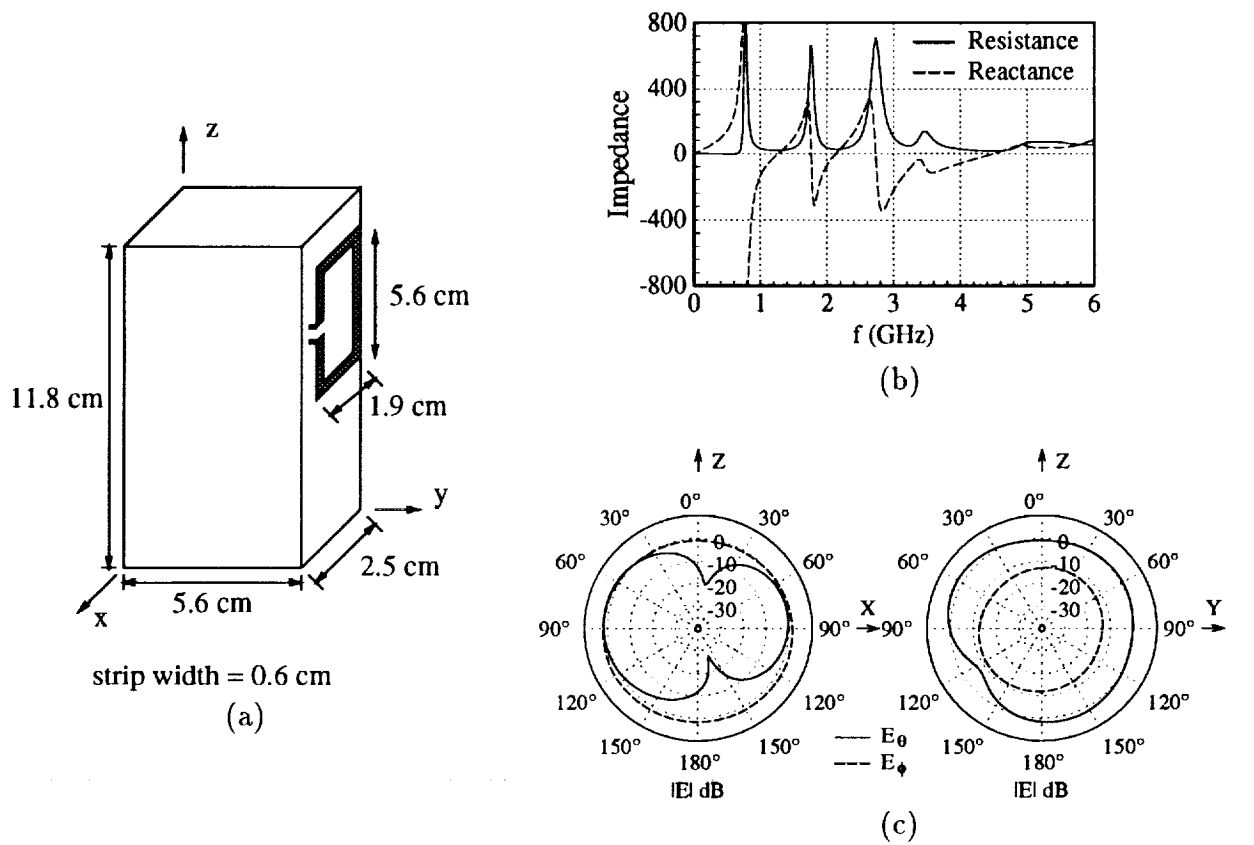 z
5.6 cm
11.8 cm
1.9 cm
y
2.5 cm
5.6 cm
x
strip width = 0.6 cm
(a)
800
400
0
-400
-800
Impedance
Resistance
Reactance
0 1 2 3 4 5 6
f (GHz)
(b)
Z
0°
30° 30°
60° 60°
90° 90°
120° 120°
150° 150°
180°
0
-10
-20
-30
X
|E| dB
Eθ
Eϕ
Z
0°
30° 30°
60° 60°
90° 90°
120° 120°
150° 150°
180°
0
-10
-20
-30
Y
|E| dB
(c)